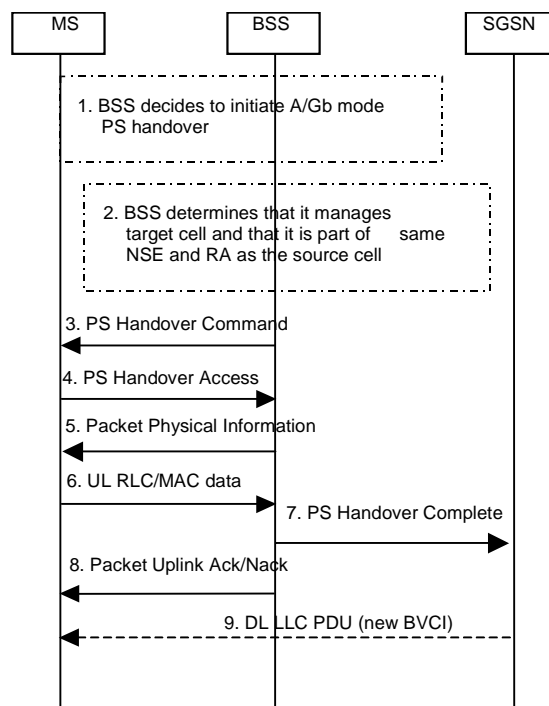 MS BSS SGSN
1. BSS decides to initiate A/Gb mode
PS handover
2. BSS determines that it manages
target cell and that it is part of same
NSE and RA as the source cell
3. PS Handover Command
4. PS Handover Access
5. Packet Physical Information
6. UL RLC/MAC data
7. PS Handover Complete
8. Packet Uplink Ack/Nack
9. DL LLC PDU (new BVCI)